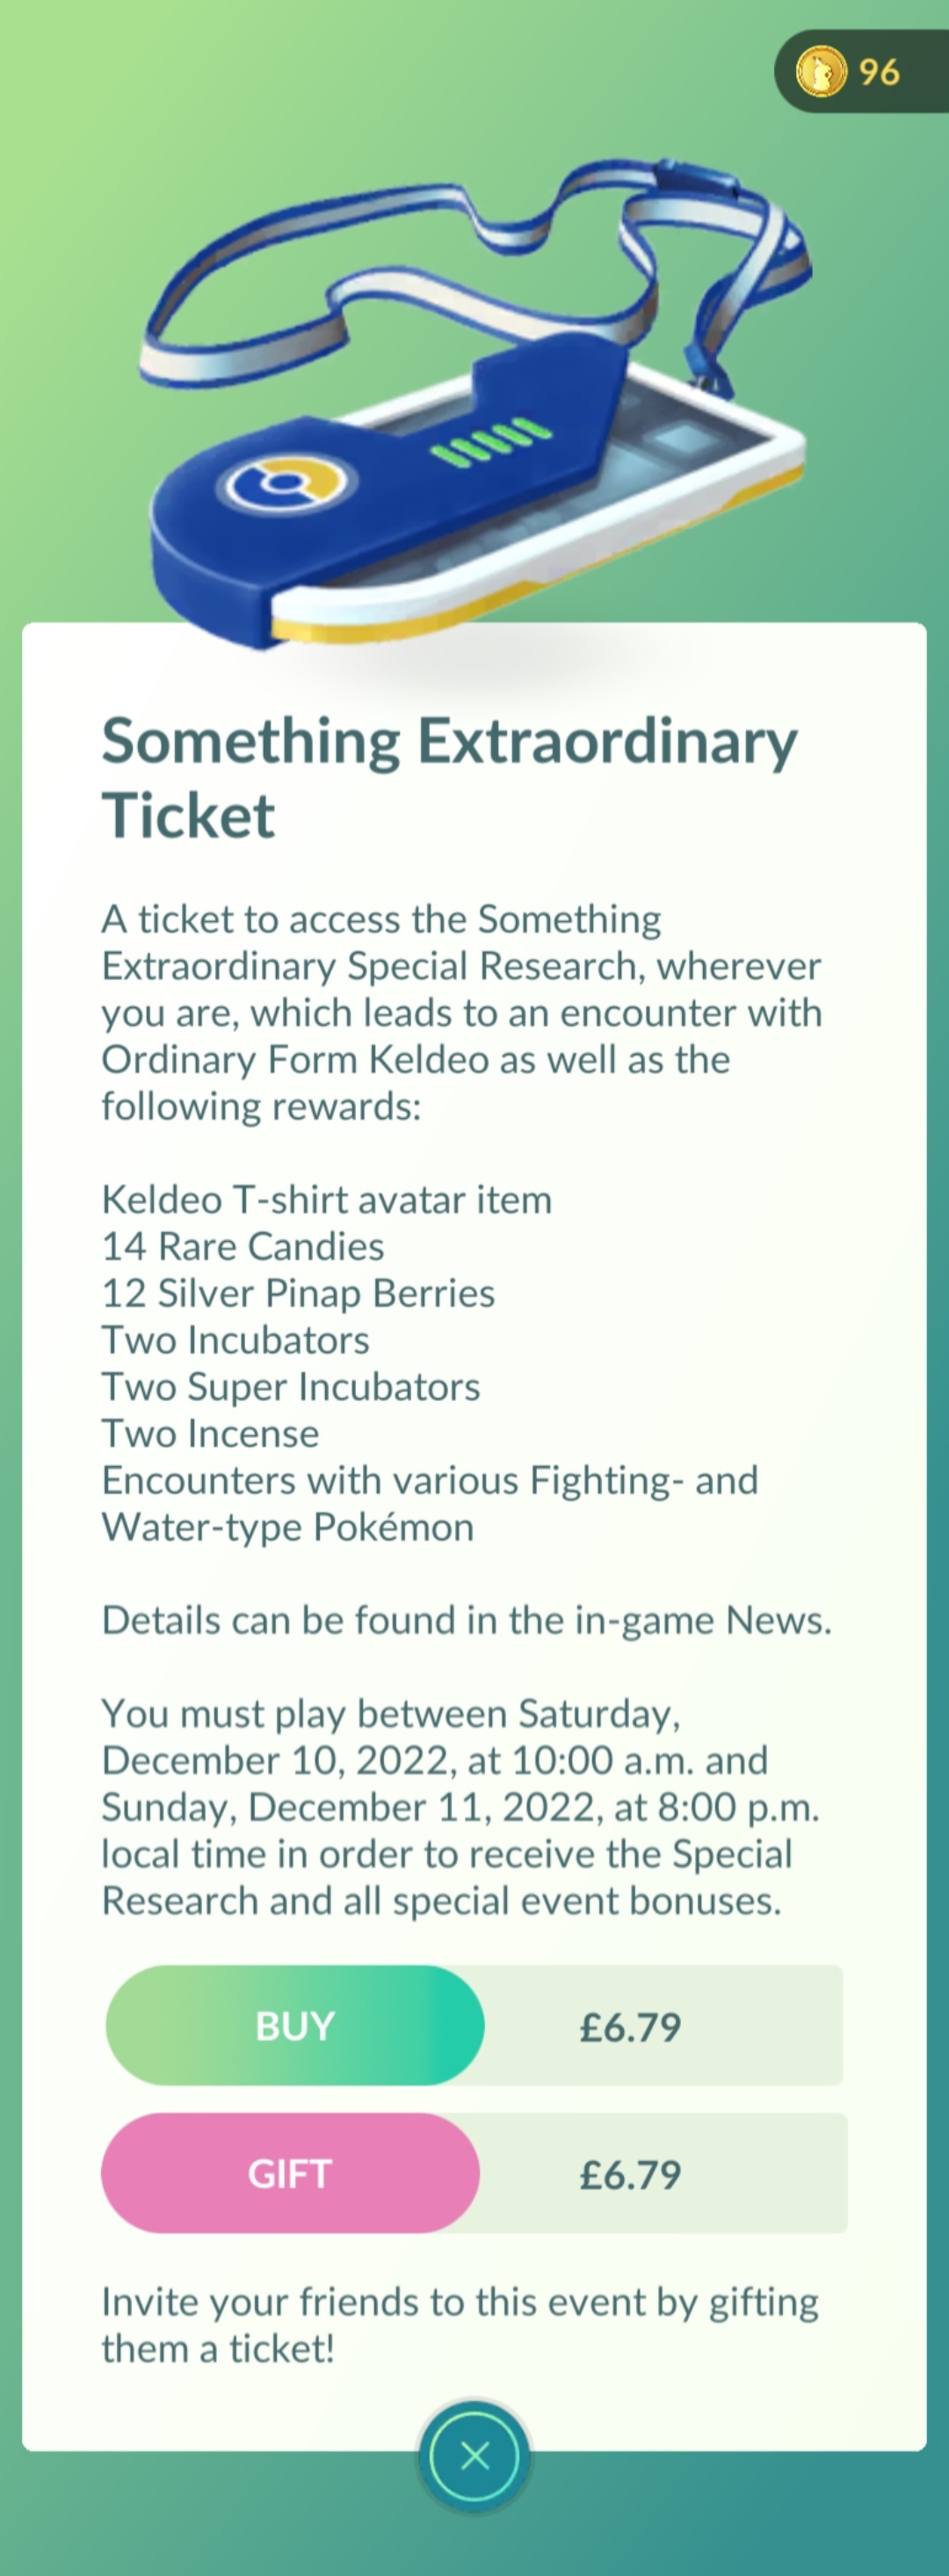 96
Something Extraordinary
Ticket
A ticket to access the Something
Extraordinary Special Research, wherever
you are, which leads to an encounter with
Ordinary Form Keldeo as well as the
following rewards:
Keldeo T-shirt avatar item
14 Rare Candies
12 Silver Pinap Berries
Two Incubators
Two Super Incubators
Two Incense
Encounters with various Fighting- and
Water-type Pokémon
Details can be found in the in-game News.
You must play between Saturday,
December 10, 2022, at 10:00 a.m. and
Sunday, December 11, 2022, at 8:00 p.m.
local time in order to receive the Special
Research and all special event bonuses.
BUY £6.79
GIFT £6.79
Invite your friends to this event by gifting
them a ticket!